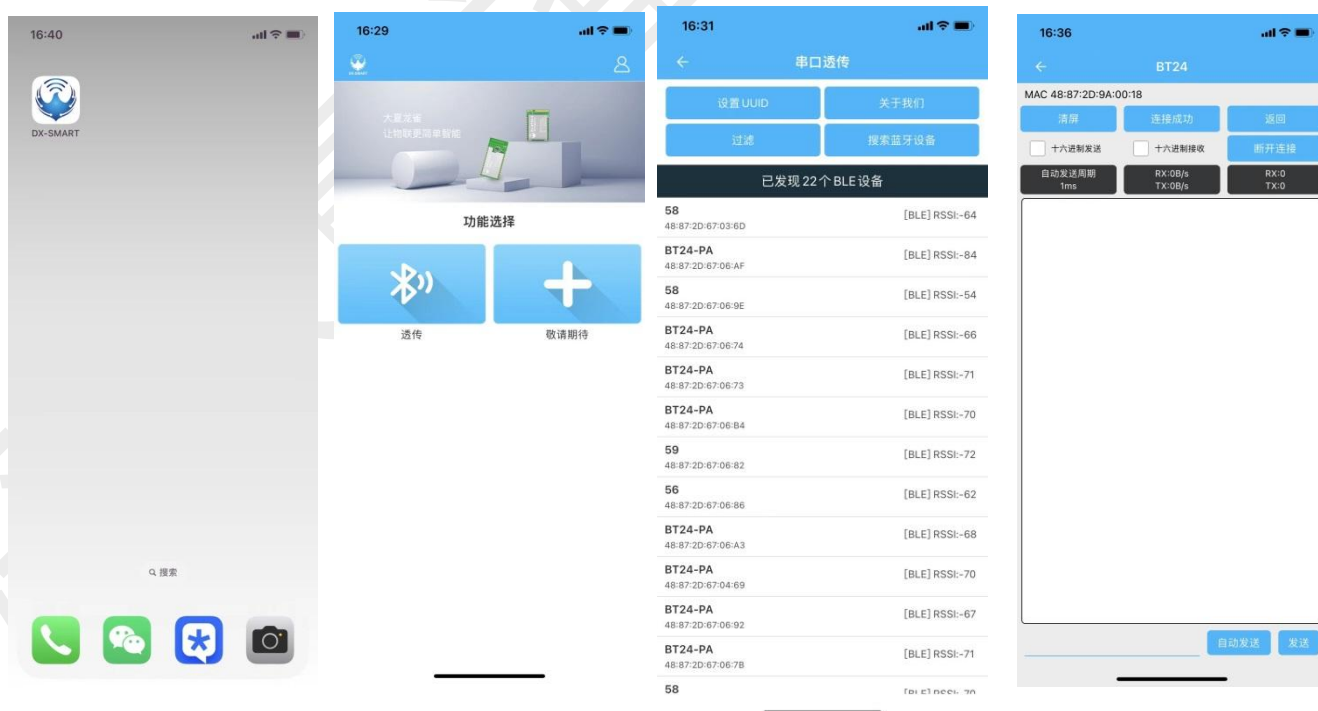 16:40
DX-SMART
搜索
16:29
DX-SMART
大夏龙雀
让物联更简单智能
功能选择
透传
敬请期待
16:31
串口透传
设置UUID
关于我们
过滤
搜索蓝牙设备
已发现22个BLE设备
58
[BLE] RSSI:-64
48:87:2D:67:03:6D
BT24-PA
[BLE] RSSI:-84
48:87:2D:67:06:AF
58
[BLE] RSSI:-54
48:87:2D:67:06:9E
BT24-PA
[BLE] RSSI:-66
48:87:2D:67:06:74
BT24-PA
[BLE] RSSI:-71
48:87:2D:67:06:73
BT24-PA
[BLE] RSSI:-70
48:87:2D:67:06:B4
59
[BLE] RSSI:-72
48:87:2D:67:06:82
56
[BLE] RSSI:-62
48:87:2D:67:06:86
BT24-PA
[BLE] RSSI:-68
48:87:2D:67:06:A3
BT24-PA
[BLE] RSSI:-70
48:87:2D:67:04:69
BT24-PA
[BLE] RSSI:-67
48:87:2D:67:06:92
BT24-PA
[BLE] RSSI:-71
48:87:2D:67:06:7B
58
[BLE] RSSI:-70
16:36
BT24
MAC 48:87:2D:9A:00:18
清屏
连接成功
返回
十六进制发送
十六进制接收
断开连接
自动发送周期
1ms
RX:0B/s
TX:0B/s
RX:0
TX:0
自动发送
发送